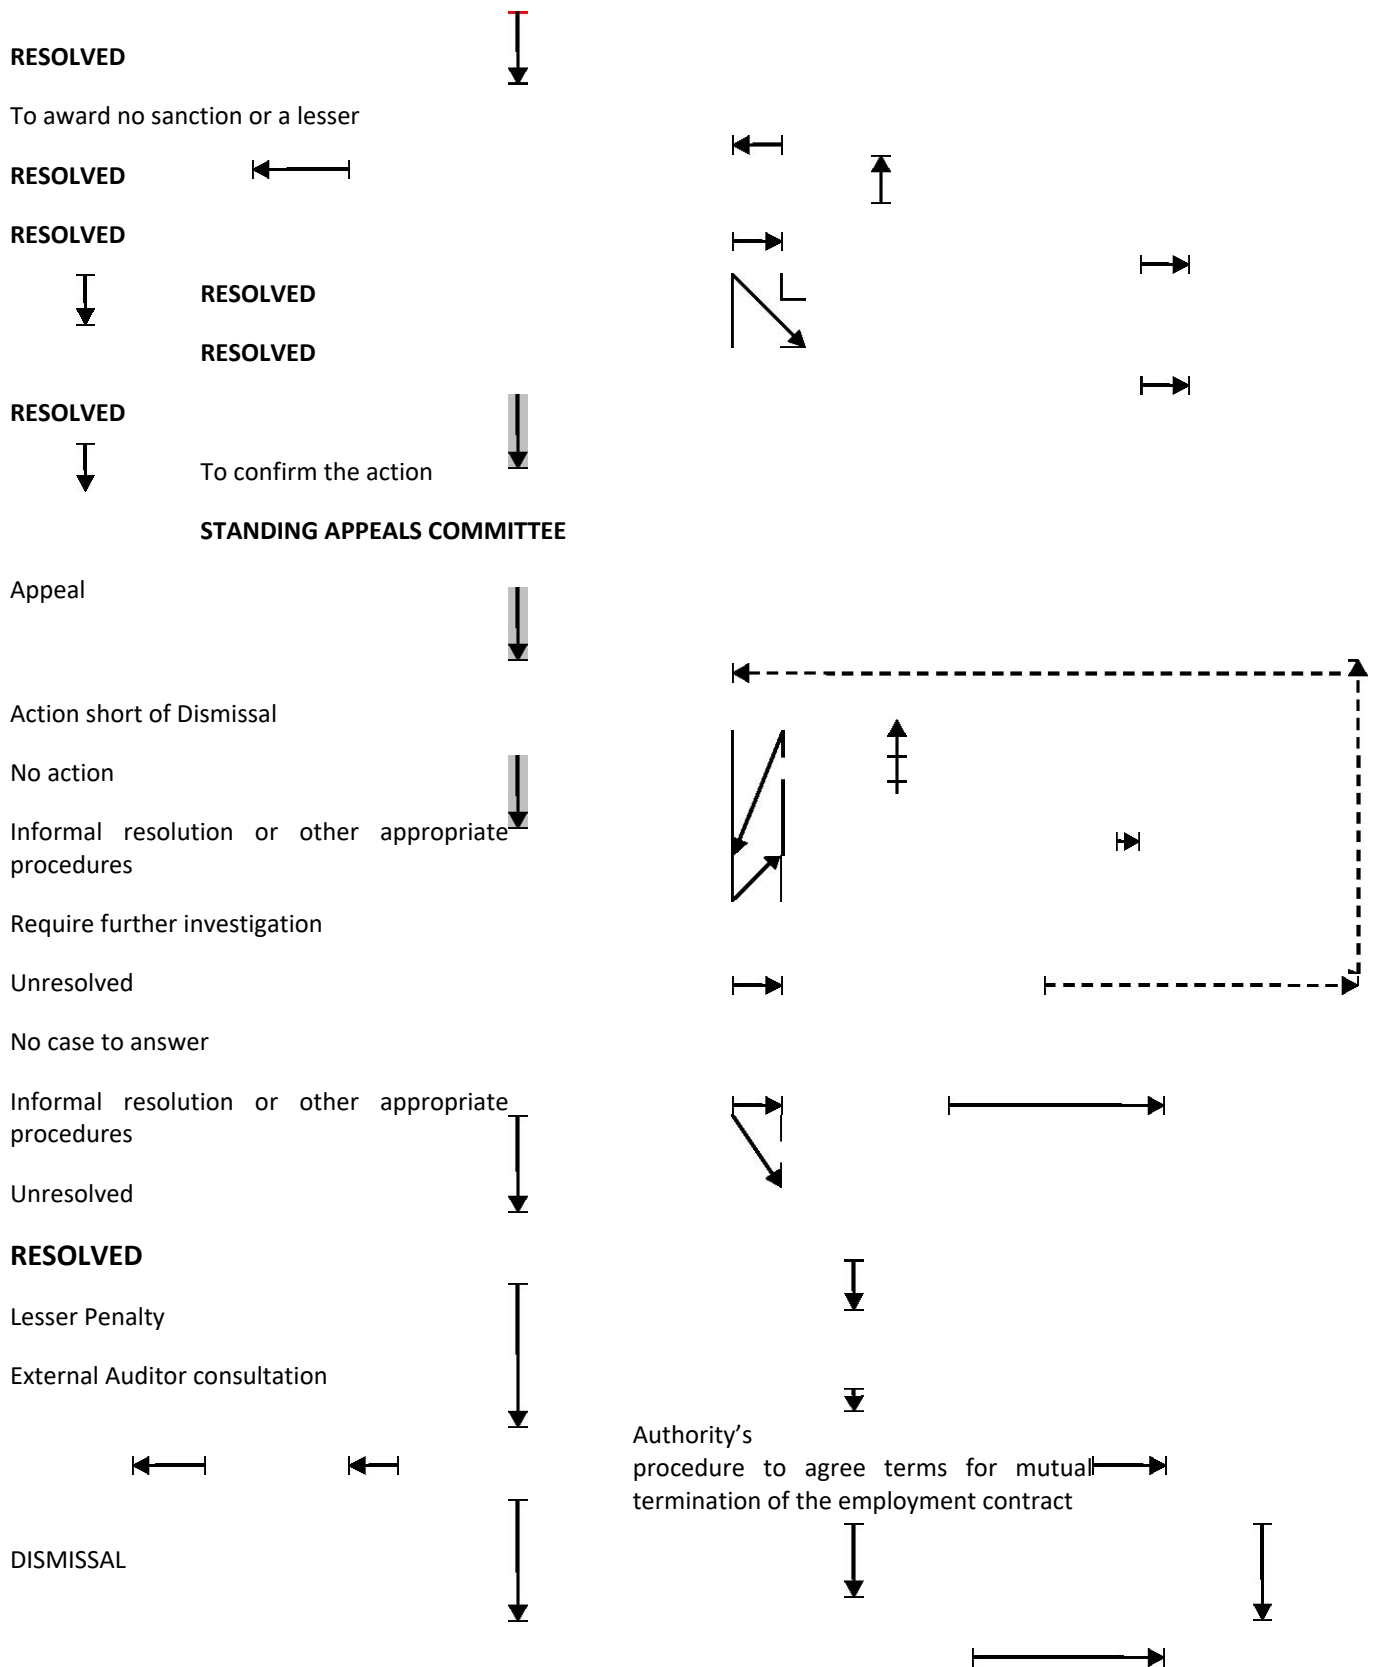 RESOLVED
To award no sanction or a lesser
RESOLVED
RESOLVED
RESOLVED
RESOLVED
RESOLVED
To confirm the action
STANDING APPEALS COMMITTEE
Appeal
Action short of Dismissal
No action
Informal resolution or other appropriate
procedures
Require further investigation
Unresolved
No case to answer
Informal resolution or other appropriate
procedures
Unresolved
RESOLVED
Lesser Penalty
External Auditor consultation
Authority's
procedure to agree terms for mutual
termination of the employment contract
DISMISSAL